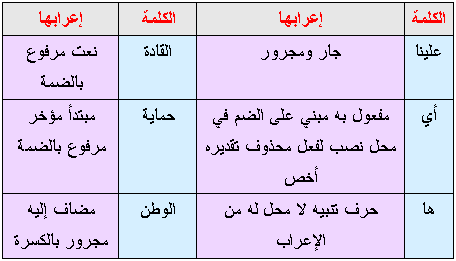 الكلمة إعرابها الكلمة إعرابها
علينا جار ومجرور القادة نعت مرفوع
بالضمة
أي مفعول به مبني على الضم في
محل نصب لفعل محذوف تقديره
أخص
حماية مبتدأ مؤخر
مرفوع بالضمة
ها حرف تنبيه لا محل له من
الإعراب
الوطن مضاف إليه
مجرور بالكسرة